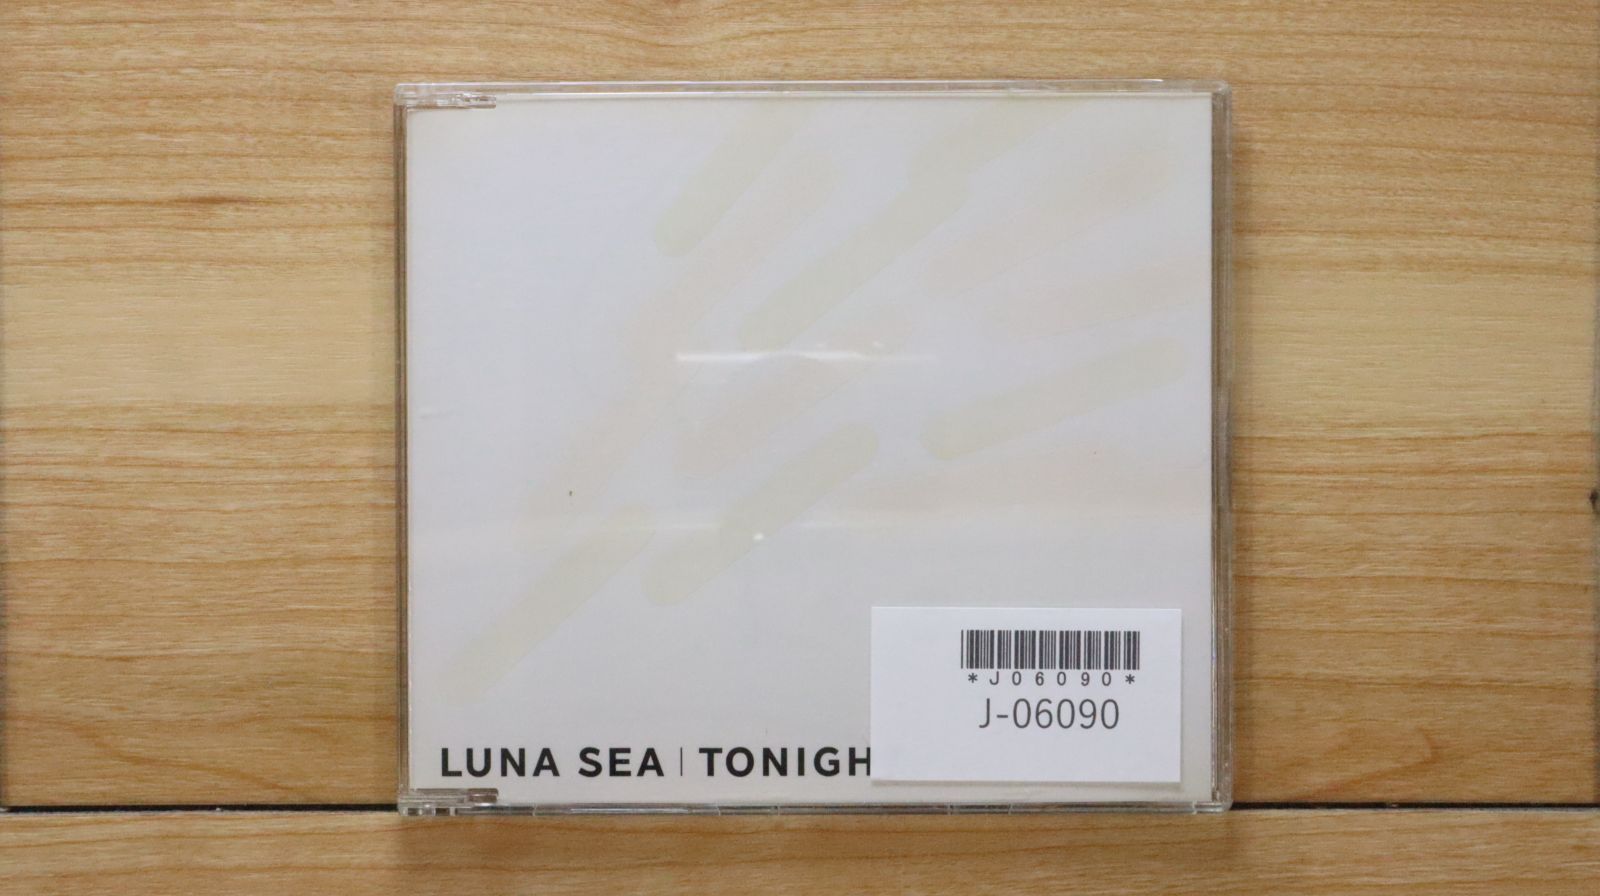 *J06090*
J-06090
LUNA SEA | TONIGH